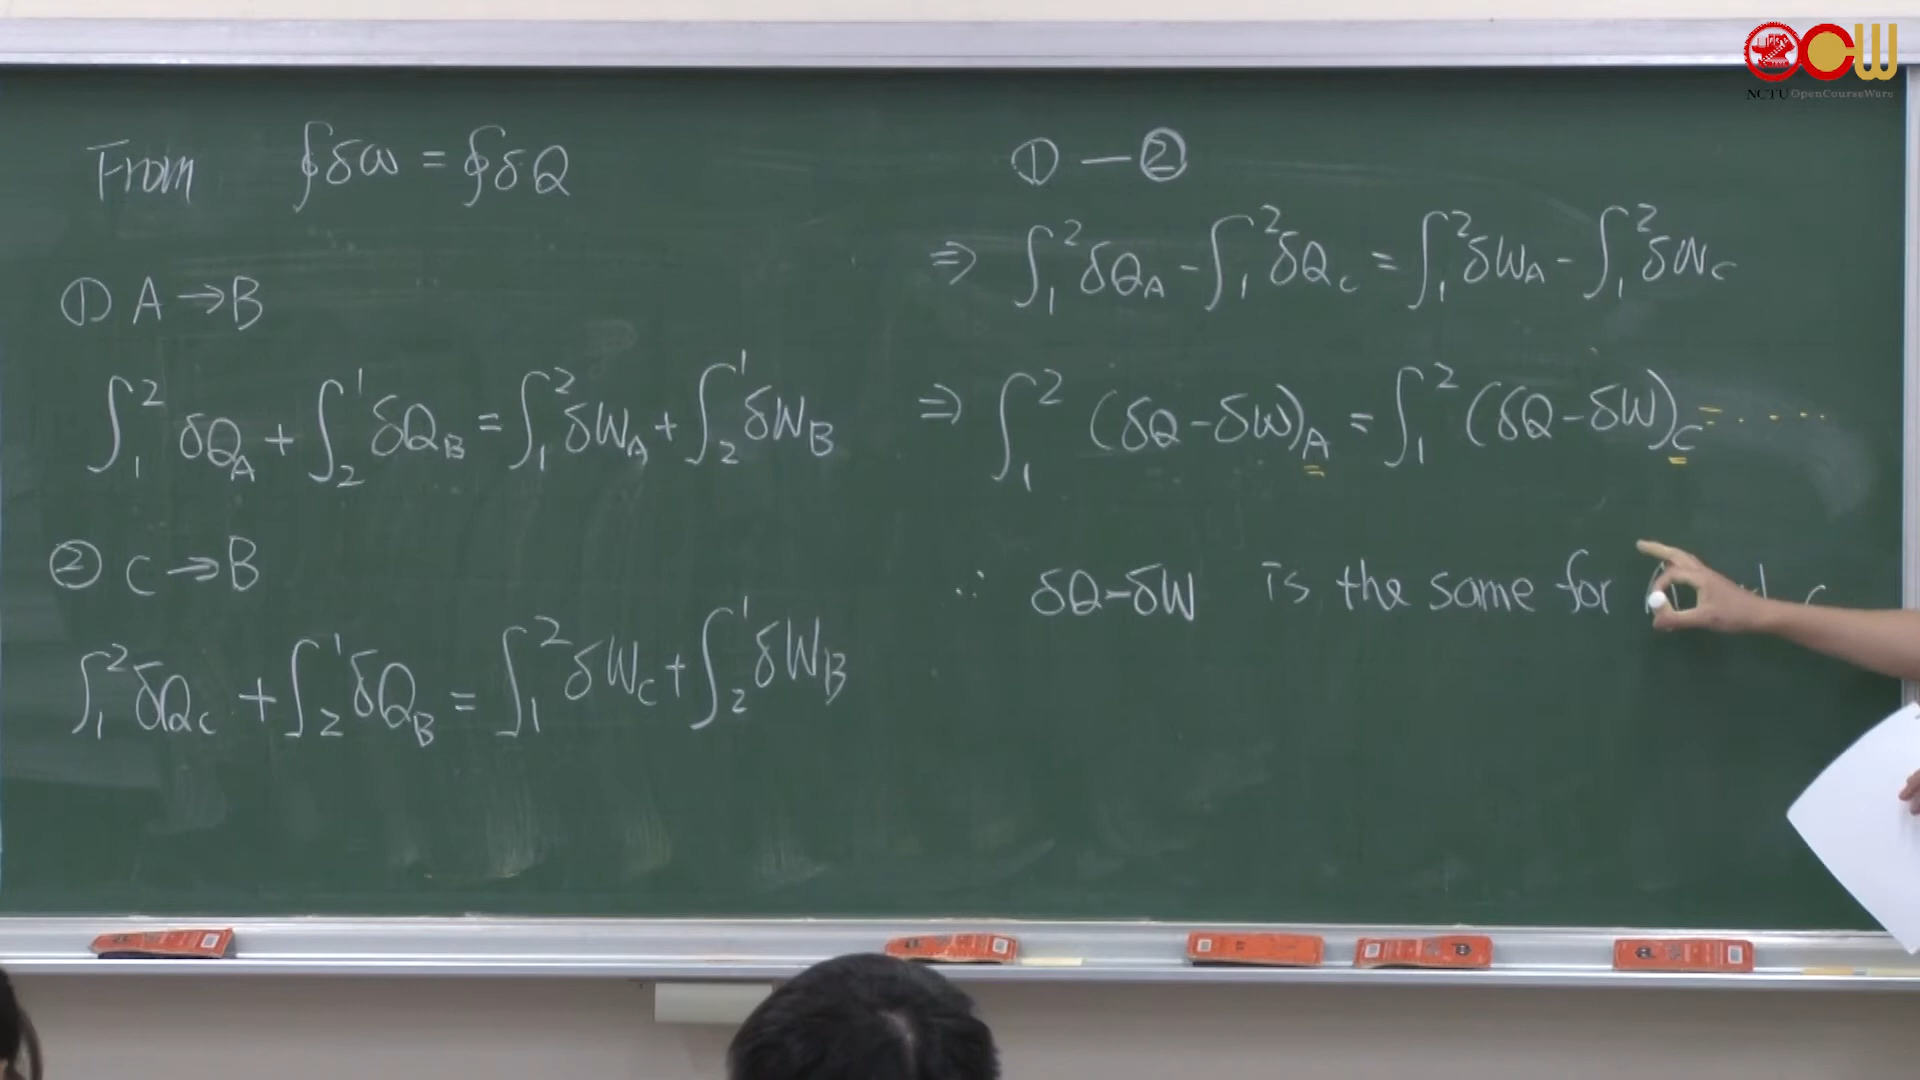 From ∮δω = ∮δQ
① A → B
∫₁² δQ_A + ∫₂¹ δQ_B = ∫₁² δW_A + ∫₂¹ δW_B
② C → B
∫₁² δQ_C + ∫₂¹ δQ_B = ∫₁² δW_C + ∫₂¹ δW_B
① — ②
⇒ ∫₁² δQ_A - ∫₁² δQ_C = ∫₁² δW_A - ∫₁² δW_C
⇒ ∫₁² (δQ - δW)_A = ∫₁² (δQ - δW)_C = .....
∴ δQ - δW is the same for
OCW
NCTU OpenCourseWare